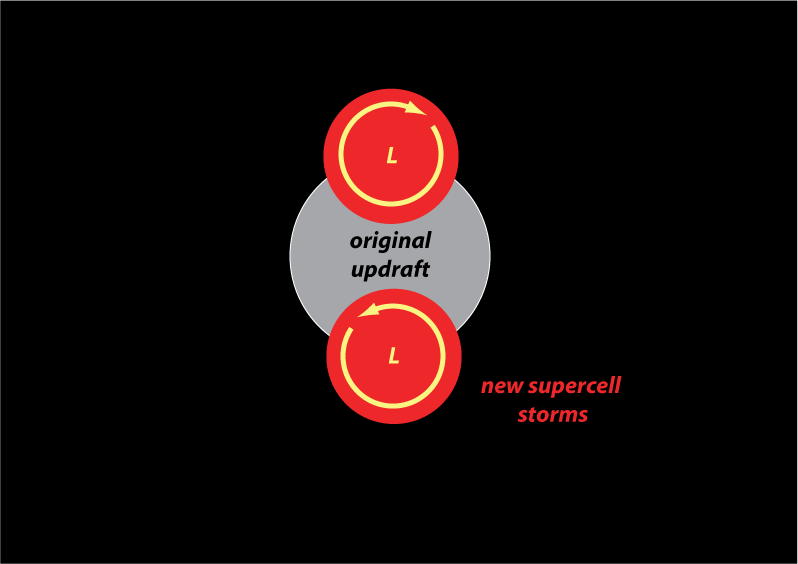 L
original
updraft
L
new supercell
storms